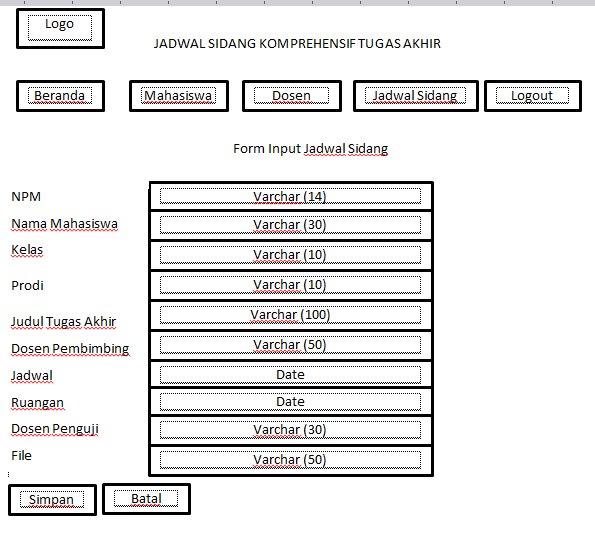 Logo
JADWAL SIDANG KOMPREHENSIF TUGAS AKHIR
Beranda Mahasiswa Dosen Jadwal Sidang Logout
Form Input Jadwal Sidang
NPM Varchar (14)
Nama Mahasiswa Varchar (30)
Kelas Varchar (10)
Prodi Varchar (10)
Judul Tugas Akhir Varchar (100)
Dosen Pembimbing Varchar (50)
Jadwal Date
Ruangan Date
Dosen Penguji Varchar (30)
File Varchar (50)
Simpan Batal